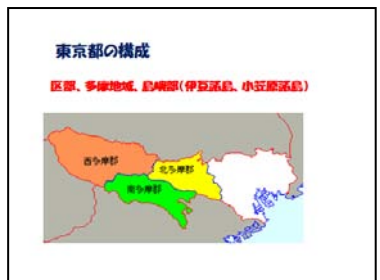 東京都の構成
区部、多摩地域、島嶼部（伊豆諸島、小笠原諸島）
西多摩郡
北多摩郡
南多摩郡